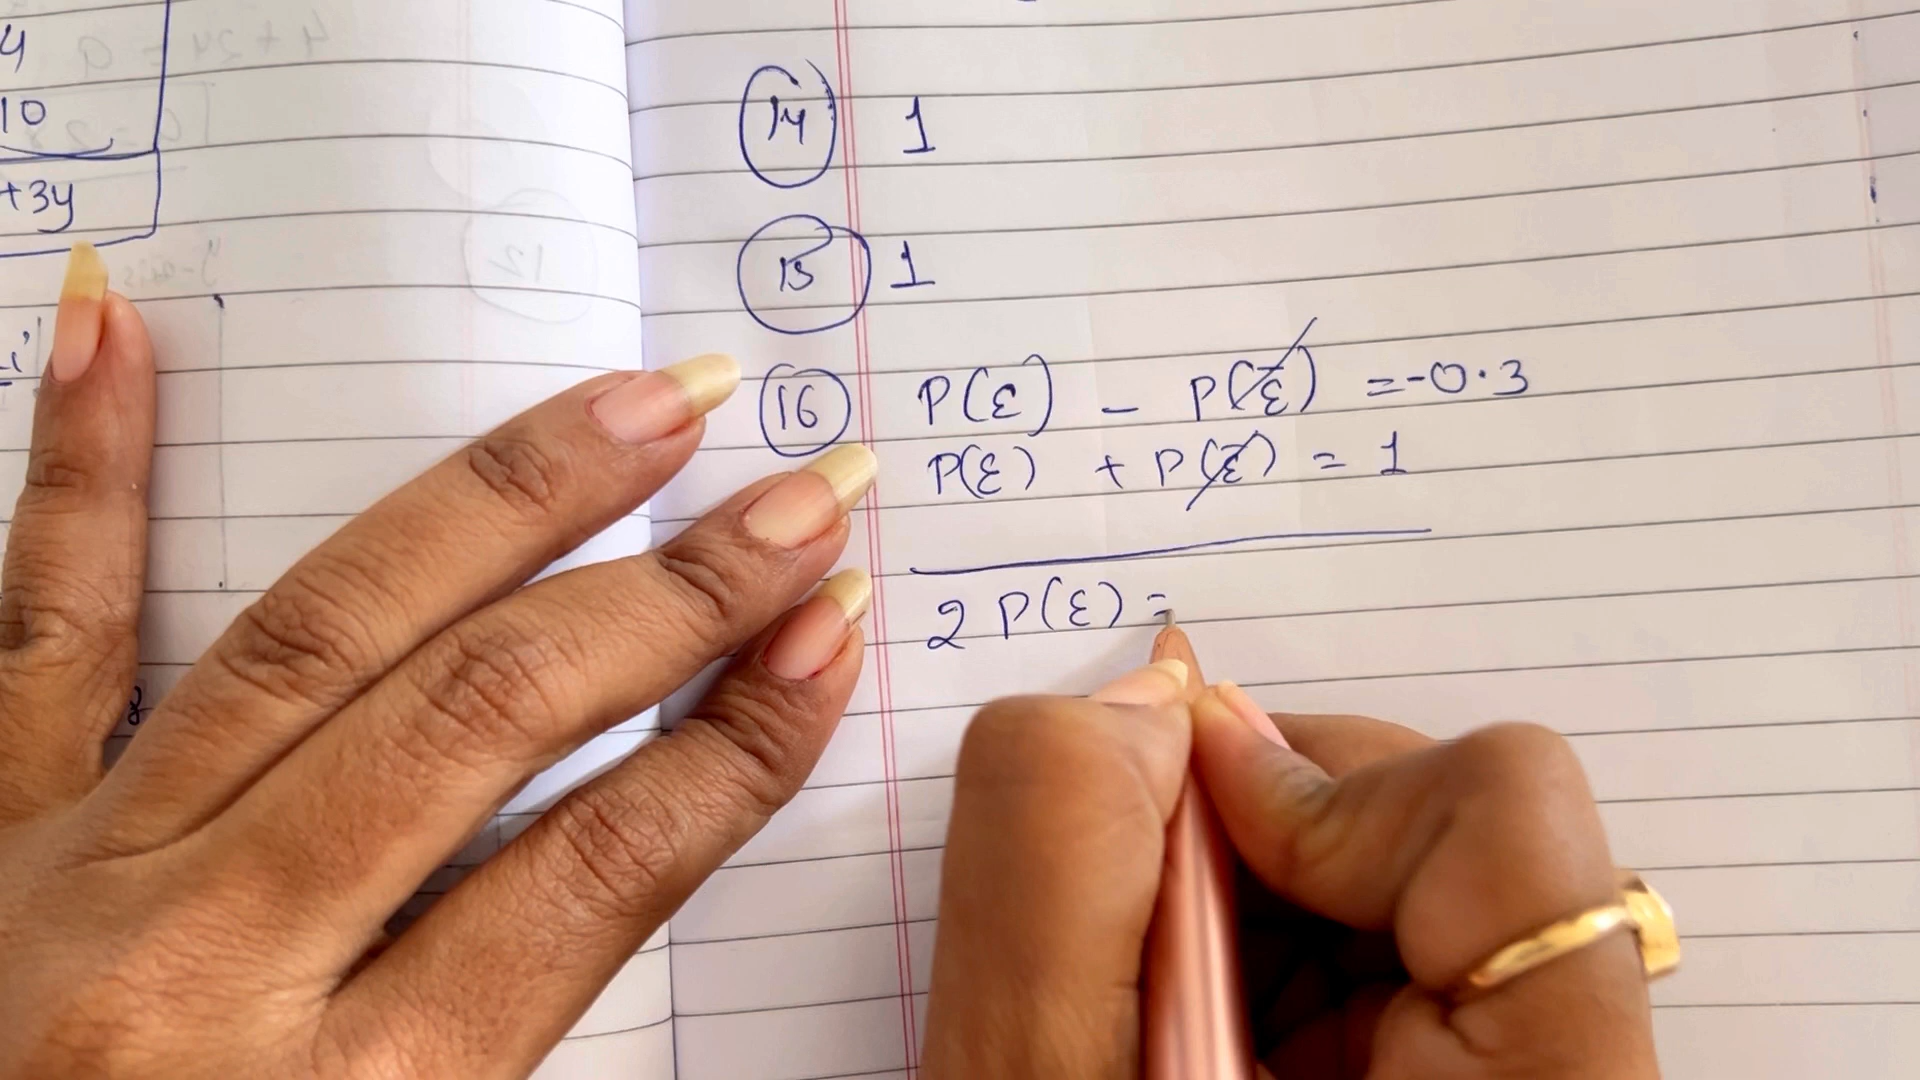 4
10
+3y
14 1
15 1
16 P(Ē) - P(E̅) = -0.3
P(E) + P(E̅) = 1
2 P(E) =